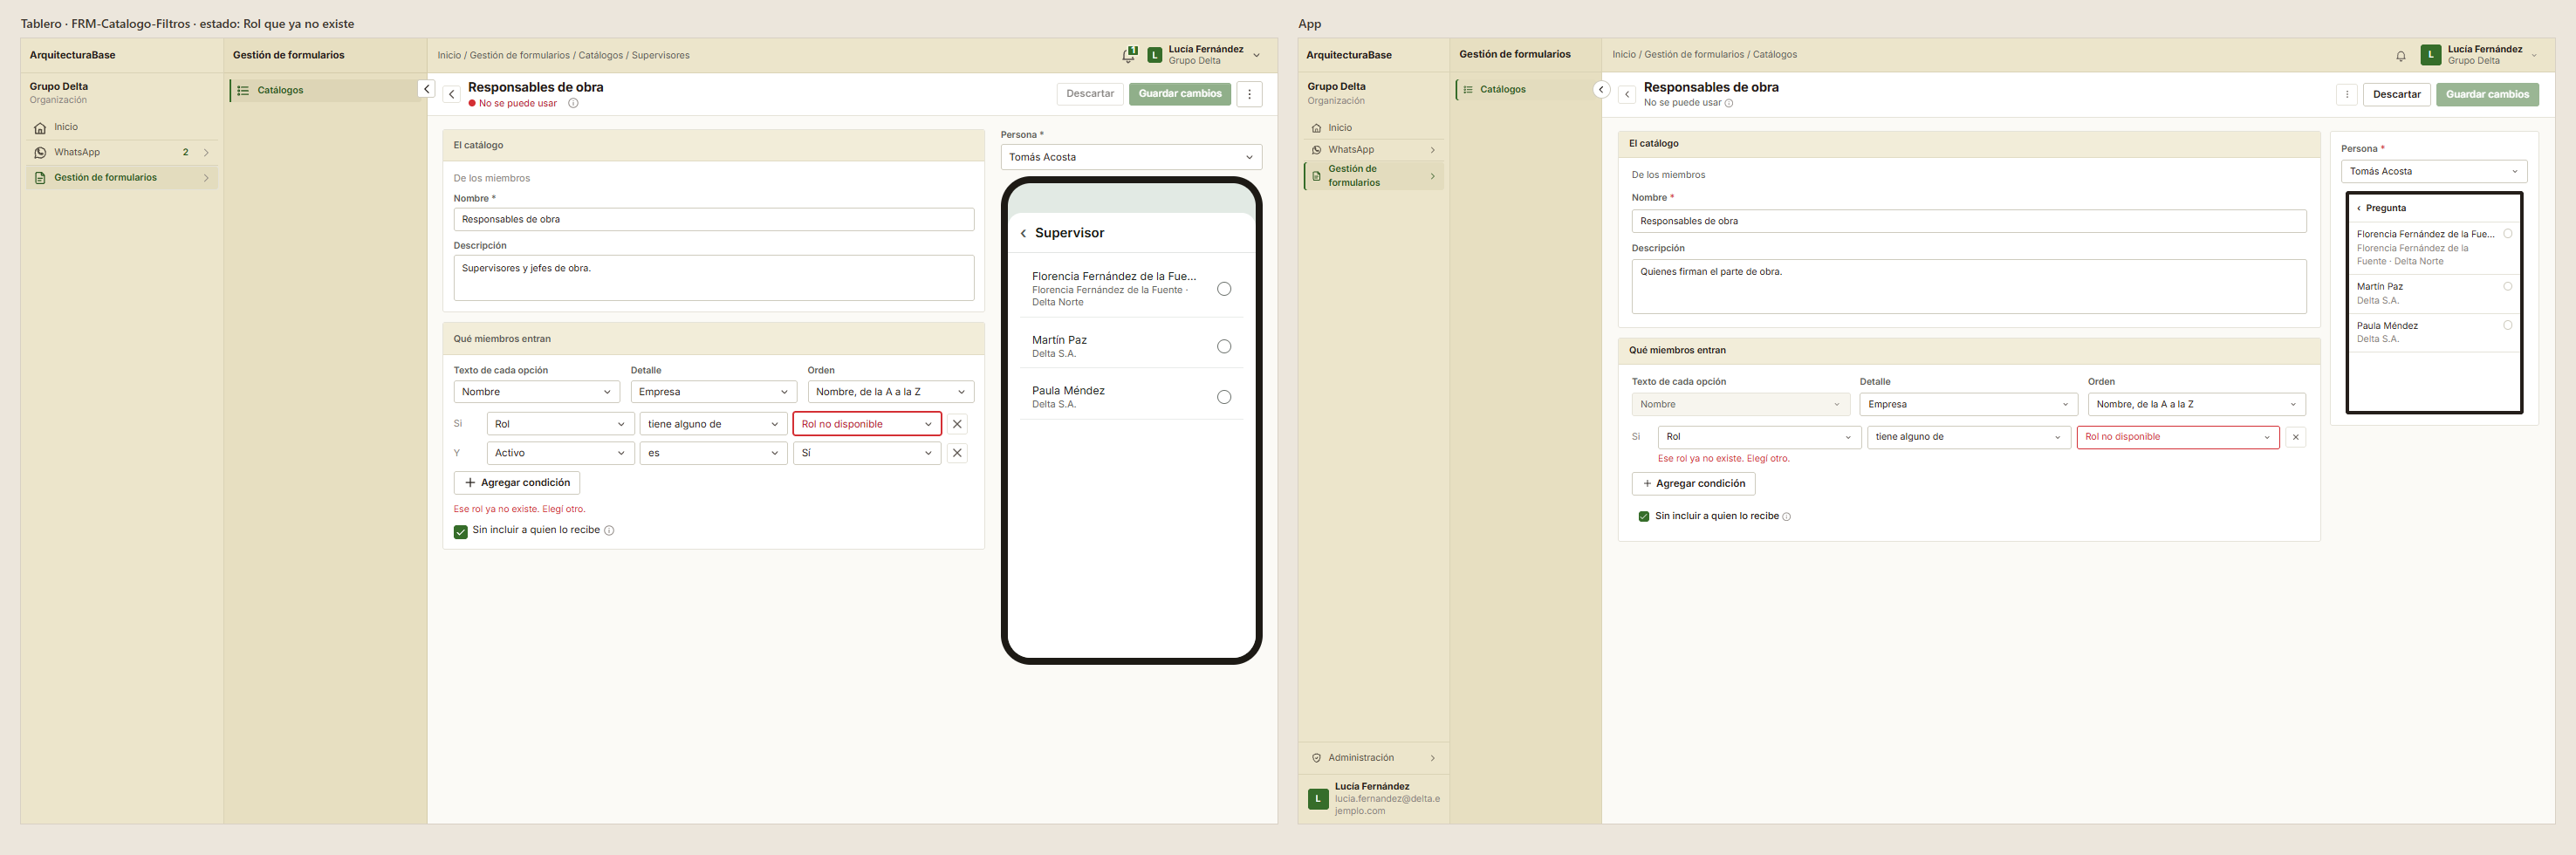 Tablero · FRM-Catalogo-Filtros · estado: Rol que ya no existe
ArquitecturaBase
Gestión de formularios
Inicio / Gestión de formularios / Catálogos / Supervisores
1
L
Lucía Fernández
Grupo Delta
Grupo Delta
Organización
Inicio
WhatsApp
2
Gestión de formularios
Catálogos
Responsables de obra
No se puede usar
Descartar
Guardar cambios
El catálogo
De los miembros
Nombre *
Responsables de obra
Descripción
Supervisores y jefes de obra.
Qué miembros entran
Texto de cada opción
Detalle
Orden
Nombre
Empresa
Nombre, de la A a la Z
Si
Rol
tiene alguno de
Rol no disponible
Y
Activo
es
Sí
Agregar condición
Ese rol ya no existe. Elegí otro.
Sin incluir a quien lo recibe
Persona *
Tomás Acosta
Supervisor
Florencia Fernández de la Fue...
Florencia Fernández de la Fuente ·
Delta Norte
Martín Paz
Delta S.A.
Paula Méndez
Delta S.A.
App
ArquitecturaBase
Gestión de formularios
Inicio / Gestión de formularios / Catálogos
L
Lucía Fernández
Grupo Delta
Grupo Delta
Organización
Inicio
WhatsApp
Gestión de
formularios
Administración
L
Lucía Fernández
lucia.fernandez@delta.e
jemplo.com
Catálogos
Responsables de obra
No se puede usar
Descartar
Guardar cambios
El catálogo
De los miembros
Nombre *
Responsables de obra
Descripción
Quienes firman el parte de obra.
Qué miembros entran
Texto de cada opción
Detalle
Orden
Nombre
Empresa
Nombre, de la A a la Z
Si
Rol
tiene alguno de
Rol no disponible
Ese rol ya no existe. Elegí otro.
Agregar condición
Sin incluir a quien lo recibe
Persona *
Tomás Acosta
Pregunta
Florencia Fernández de la Fue...
Florencia Fernández de la
Fuente · Delta Norte
Martín Paz
Delta S.A.
Paula Méndez
Delta S.A.